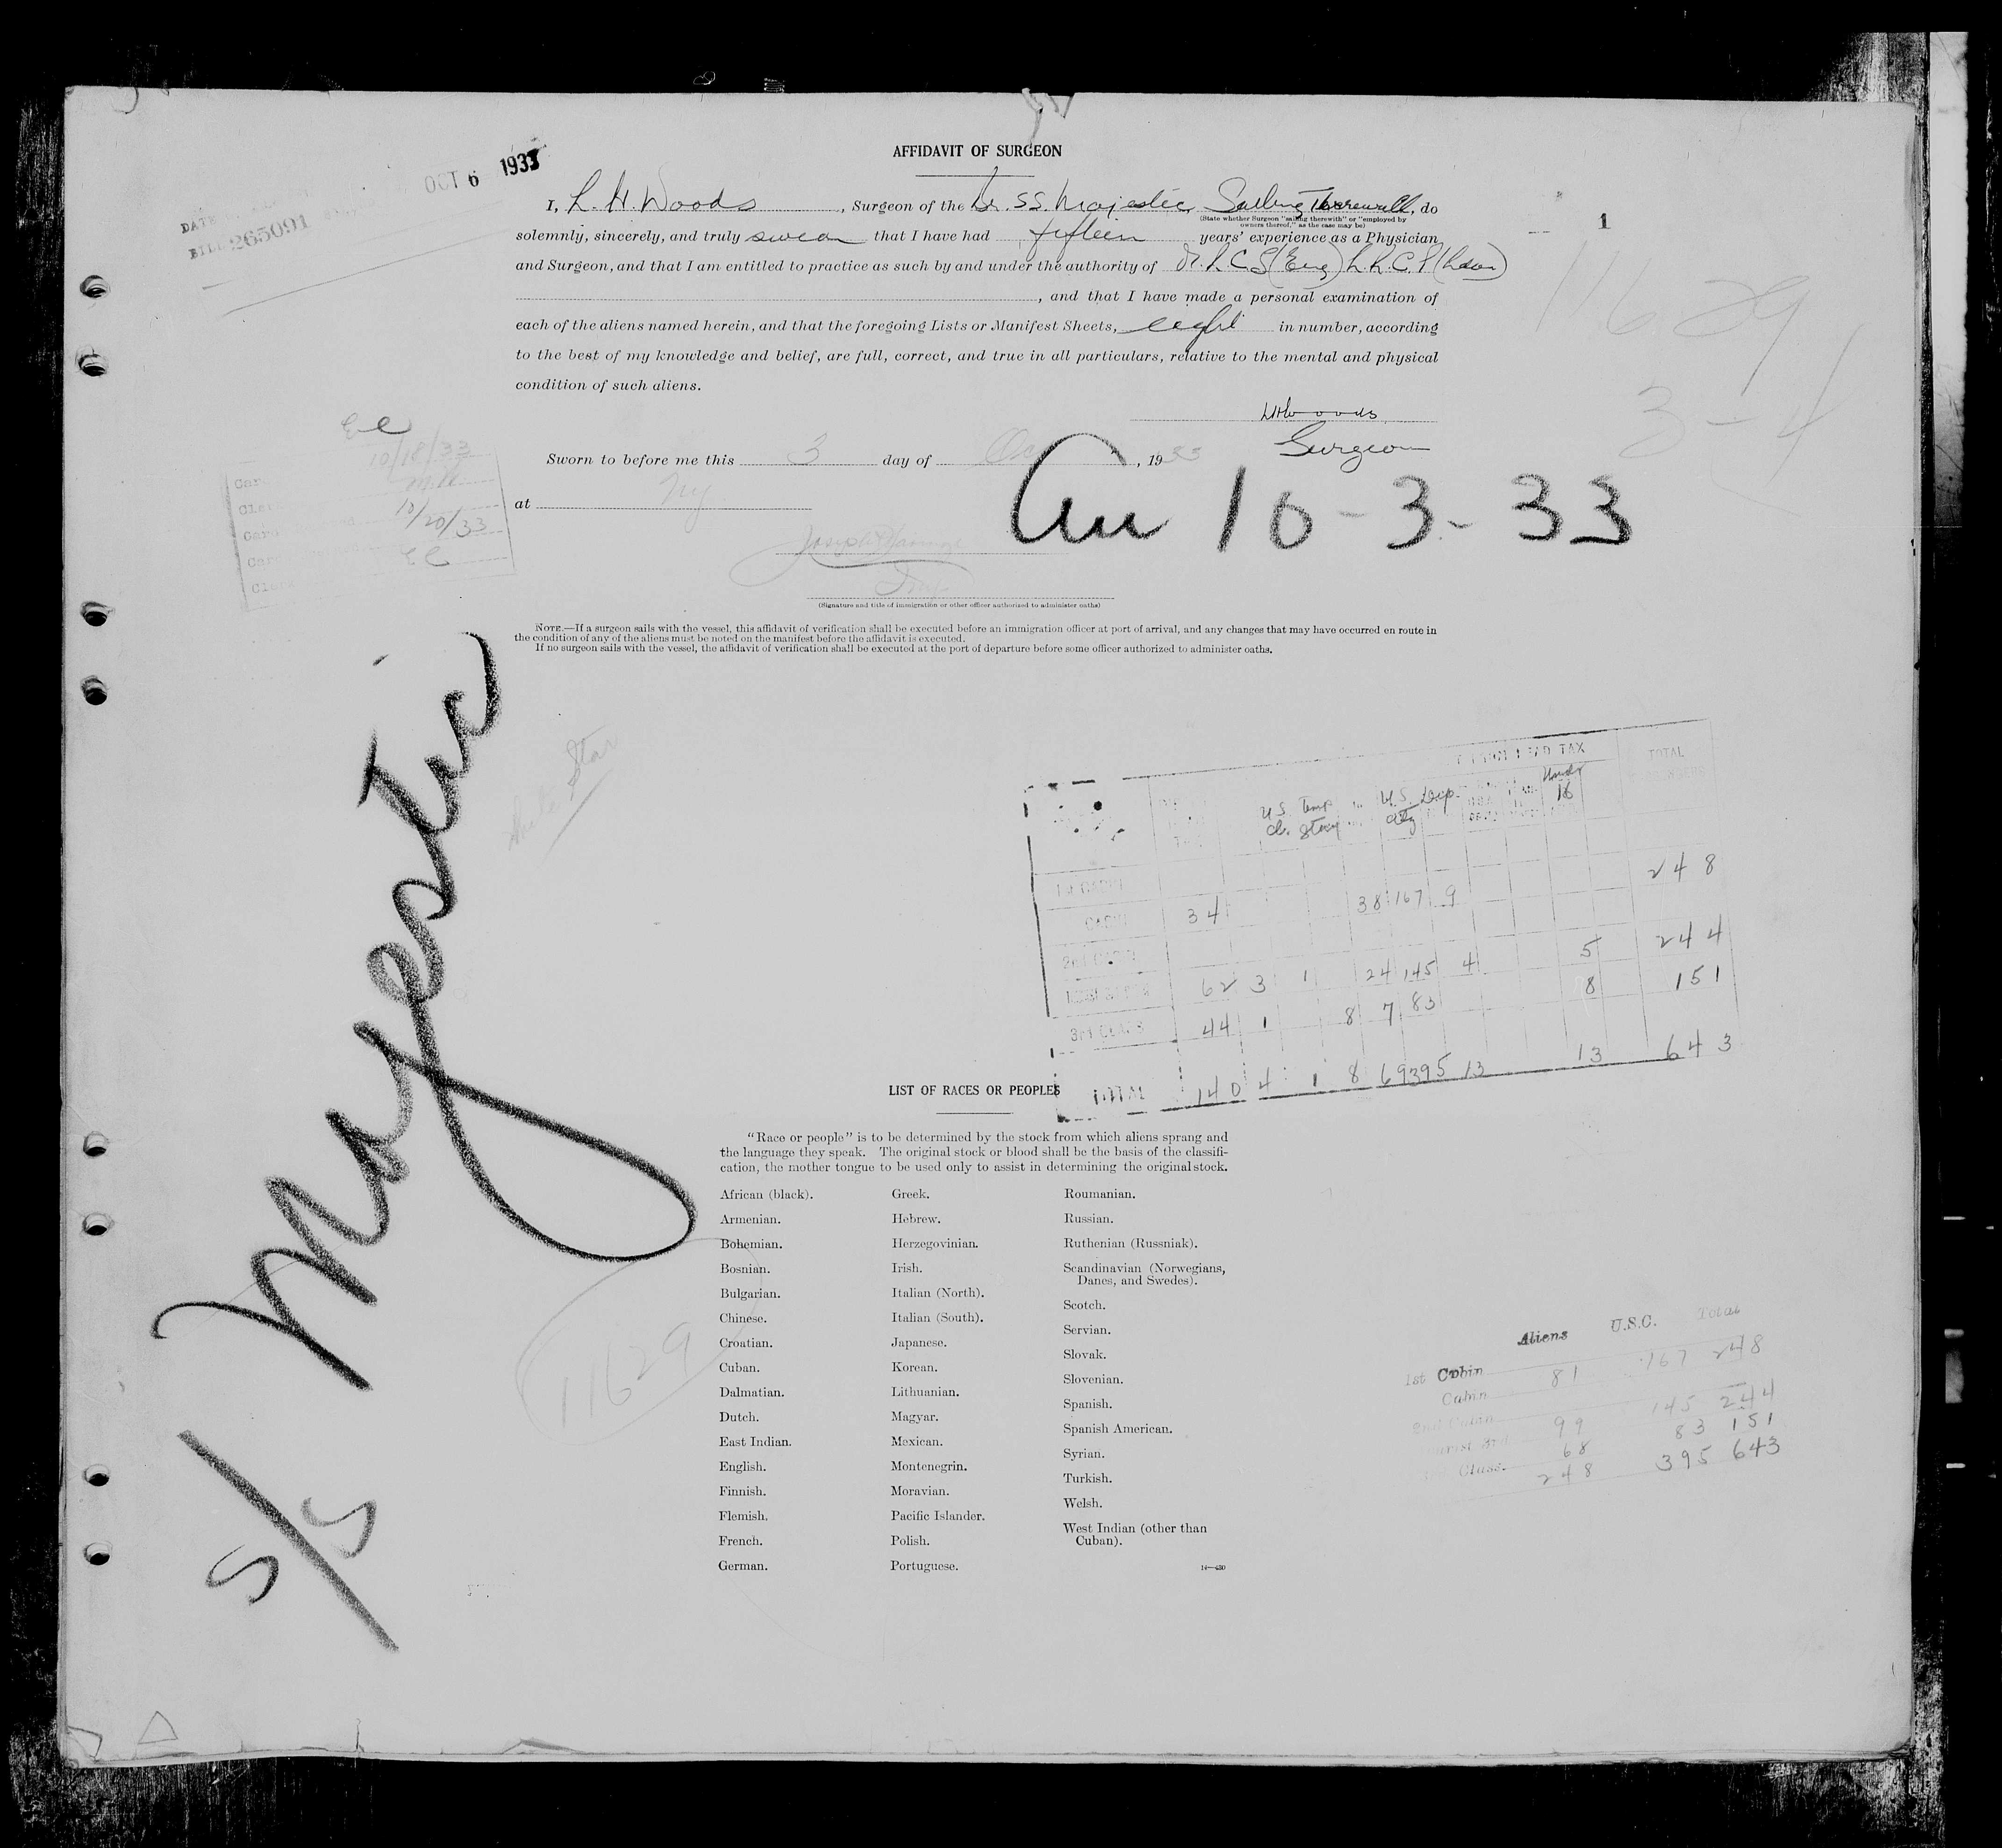 AFFIDAVIT OF SURGEON
OCT 6 1933
DATE
BILL 265091
1
I, L. H. Woods, Surgeon of the Br. SS. Majestic Sailing Therewith, do
(State whether Surgeon "sailing therewith" or "employed by
owners thereof," as the case may be)
solemnly, sincerely, and truly swear that I have had fifteen years' experience as a Physician
and Surgeon, and that I am entitled to practice as such by and under the authority of M.R.C.S (Eng) L.R.C.P (Lon)
, and that I have made a personal examination of
each of the aliens named herein, and that the foregoing Lists or Manifest Sheets, eight in number, according
to the best of my knowledge and belief, are full, correct, and true in all particulars, relative to the mental and physical
condition of such aliens.
11629
3-4
LHWoods
Surgeon
Sworn to before me this 3 day of Oc, 1933
at NY
Arr 10-3-33
10/18/33
10/20/33
(Signature and title of immigration or other officer authorized to administer oaths)
NOTE.—If a surgeon sails with the vessel, this affidavit of verification shall be executed before an immigration officer at port of arrival, and any changes that may have occurred en route in
the condition of any of the aliens must be noted on the manifest before the affidavit is executed.
If no surgeon sails with the vessel, the affidavit of verification shall be executed at the port of departure before some officer authorized to administer oaths.
S/S Majestic
White Star
HEAD TAX TOTAL
U.S. Temp U.S. Dip Under
Stay 16
1st CABIN
CABIN 34 38 167 9 248
2nd CABIN
62 3 1 24 145 4 5 244
3rd CLASS 44 1 8 7 83 8 151
TOTAL 140 4 1 8 69 395 13 13 643
LIST OF RACES OR PEOPLES
"Race or people" is to be determined by the stock from which aliens sprang and
the language they speak. The original stock or blood shall be the basis of the classifi-
cation, the mother tongue to be used only to assist in determining the original stock.
African (black).
Armenian.
Bohemian.
Bosnian.
Bulgarian.
Chinese.
Croatian.
Cuban.
Dalmatian.
Dutch.
East Indian.
English.
Finnish.
Flemish.
French.
German.
Greek.
Hebrew.
Herzegovinian.
Irish.
Italian (North).
Italian (South).
Japanese.
Korean.
Lithuanian.
Magyar.
Mexican.
Montenegrin.
Moravian.
Pacific Islander.
Polish.
Portuguese.
Roumanian.
Russian.
Ruthenian (Russniak).
Scandinavian (Norwegians,
Danes, and Swedes).
Scotch.
Servian.
Slovak.
Slovenian.
Spanish.
Spanish American.
Syrian.
Turkish.
Welsh.
West Indian (other than
Cuban).
11629
Aliens U.S.C. Total
1st Cabin 81 167 248
Cabin
2nd Cabin
Tourist 3rd 99 145 244
3rd Class 68 83 151
248 395 643